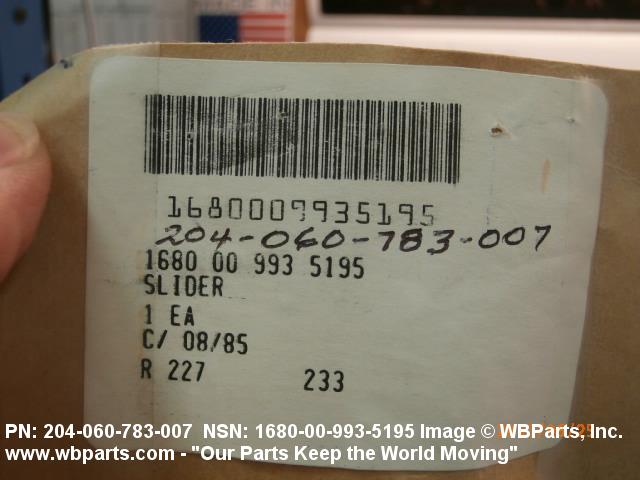 1680009935195
204-060-783-007
1680 00 993 5195
SLIDER
1 EA
C/ 08/85
R 227 233
PN: 204-060-783-007 NSN: 1680-00-993-5195 Image © WBParts, Inc.
www.wbparts.com - "Our Parts Keep the World Moving"